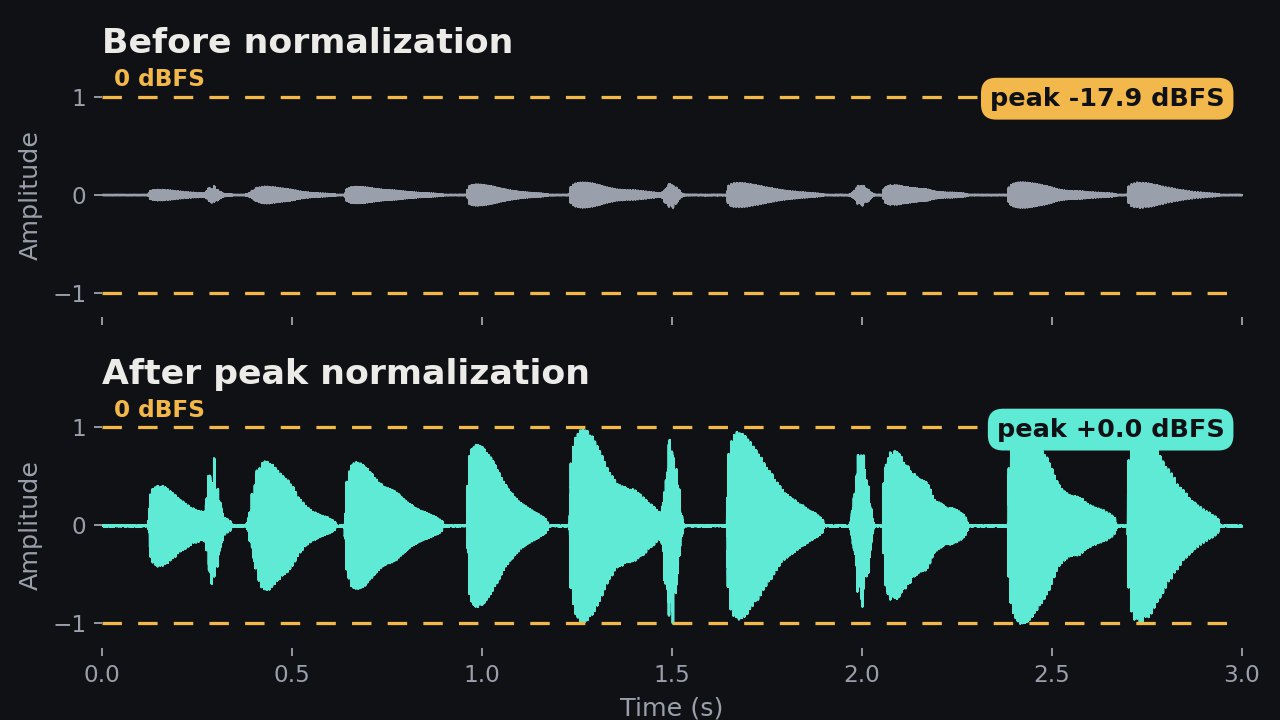 Before normalization
0 dBFS
peak -17.9 dBFS
1
0
−1
Amplitude
After peak normalization
0 dBFS
peak +0.0 dBFS
1
0
−1
Amplitude
0.0 0.5 1.0 1.5 2.0 2.5 3.0
Time (s)